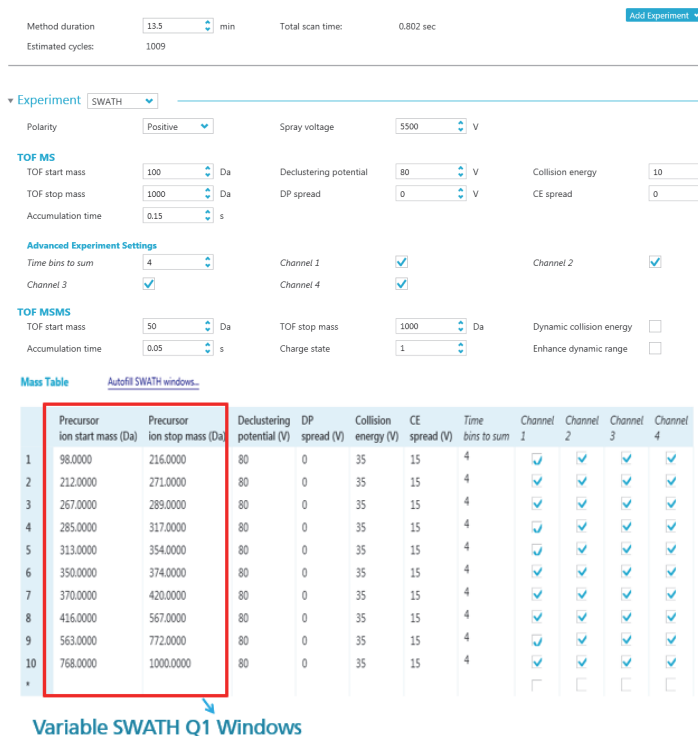 Add Experiment
Method duration 13.5 min Total scan time: 0.802 sec
Estimated cycles: 1009
Experiment SWATH
Polarity Positive Spray voltage 5500 V
TOF MS
TOF start mass 100 Da Declustering potential 80 V Collision energy 10
TOF stop mass 1000 Da DP spread 0 V CE spread 0
Accumulation time 0.15 s
Advanced Experiment Settings
Time bins to sum 4 Channel 1 Channel 2
Channel 3 Channel 4
TOF MSMS
TOF start mass 50 Da TOF stop mass 1000 Da Dynamic collision energy
Accumulation time 0.05 s Charge state 1 Enhance dynamic range
Mass Table Autofill SWATH windows...
Precursor Precursor Declustering DP Collision CE Time Channel Channel Channel Channel
ion start mass (Da) ion stop mass (Da) potential (V) spread (V) energy (V) spread (V) bins to sum 1 2 3 4
1 98.0000 216.0000 80 0 35 15 4
2 212.0000 271.0000 80 0 35 15 4
3 267.0000 289.0000 80 0 35 15 4
4 285.0000 317.0000 80 0 35 15 4
5 313.0000 354.0000 80 0 35 15 4
6 350.0000 374.0000 80 0 35 15 4
7 370.0000 420.0000 80 0 35 15 4
8 416.0000 567.0000 80 0 35 15 4
9 563.0000 772.0000 80 0 35 15 4
10 768.0000 1000.0000 80 0 35 15 4
*
Variable SWATH Q1 Windows